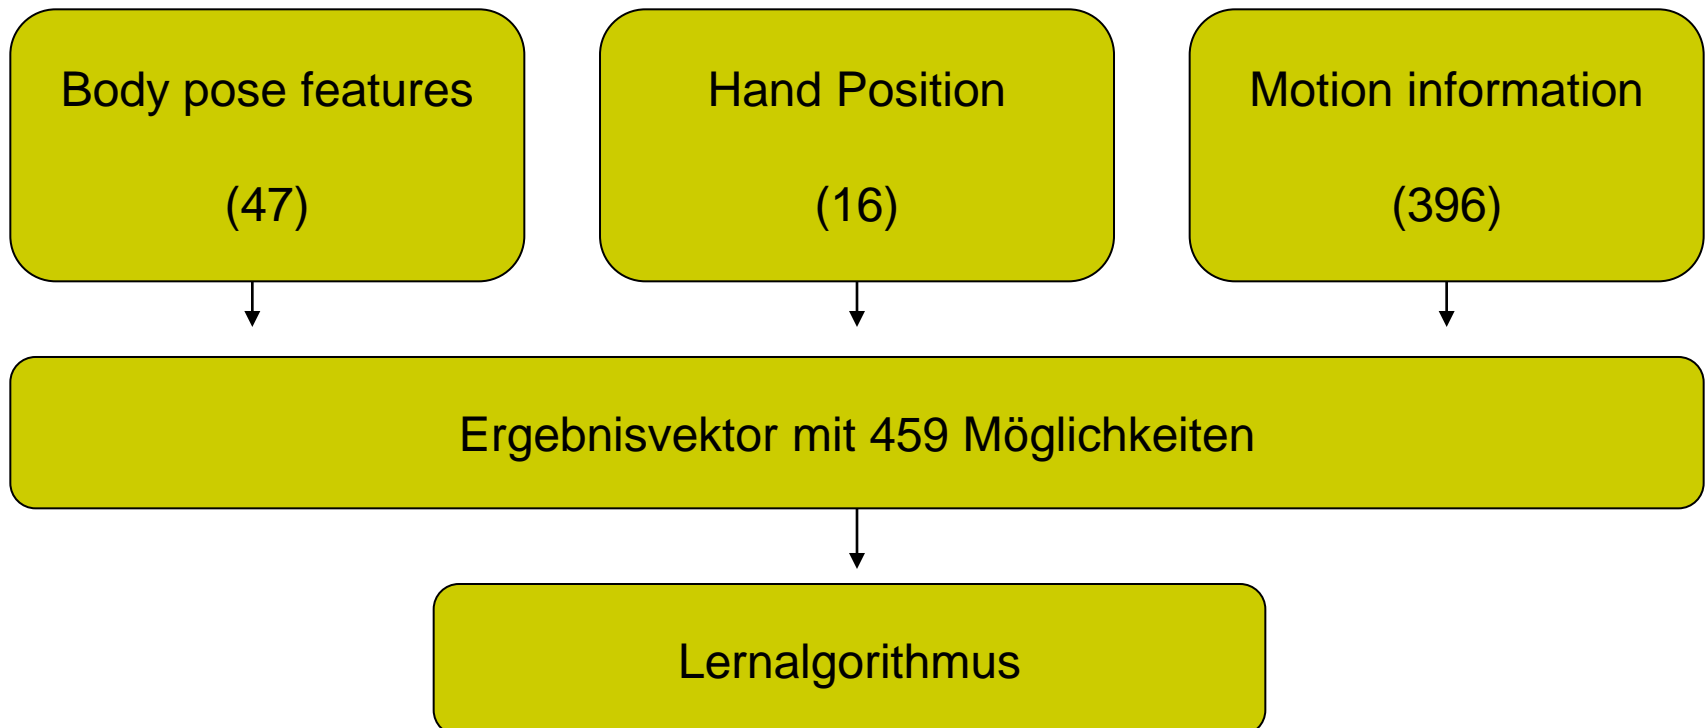 Body pose features
(47)
Hand Position
(16)
Motion information
(396)
Ergebnisvektor mit 459 Möglichkeiten
Lernalgorithmus